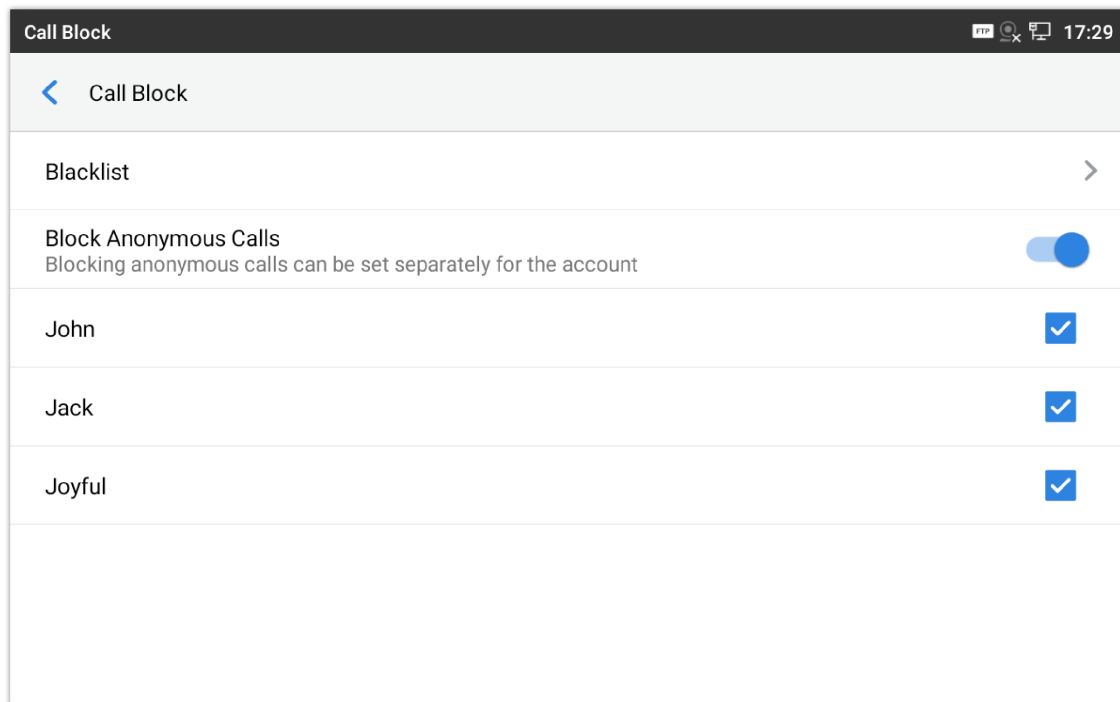 Call Block
FTP 17:29
Call Block
Blacklist
Block Anonymous Calls
Blocking anonymous calls can be set separately for the account
John
Jack
Joyful